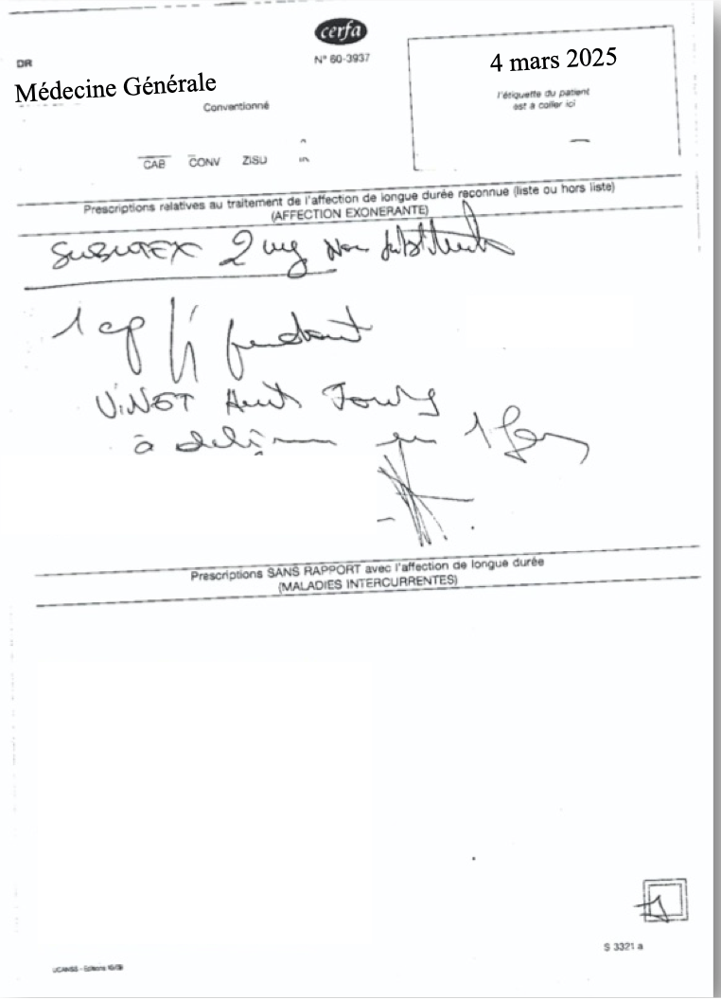 cerfa
DR
N° 60-3937
4 mars 2025
Médecine Générale
l'étiquette du patient
est à coller ici
Conventionné
CAB CONV ZISU
Prescriptions relatives au traitement de l'affection de longue durée reconnue (liste ou hors liste)
(AFFECTION EXONERANTE)
SUBUTEX 2 mg Non substituable
1 cp / j pendant
VINGT Huit Jours
à délivrer en 1 fois
Prescriptions SANS RAPPORT avec l'affection de longue durée
(MALADIES INTERCURRENTES)
S 3321 a
UCANSS -